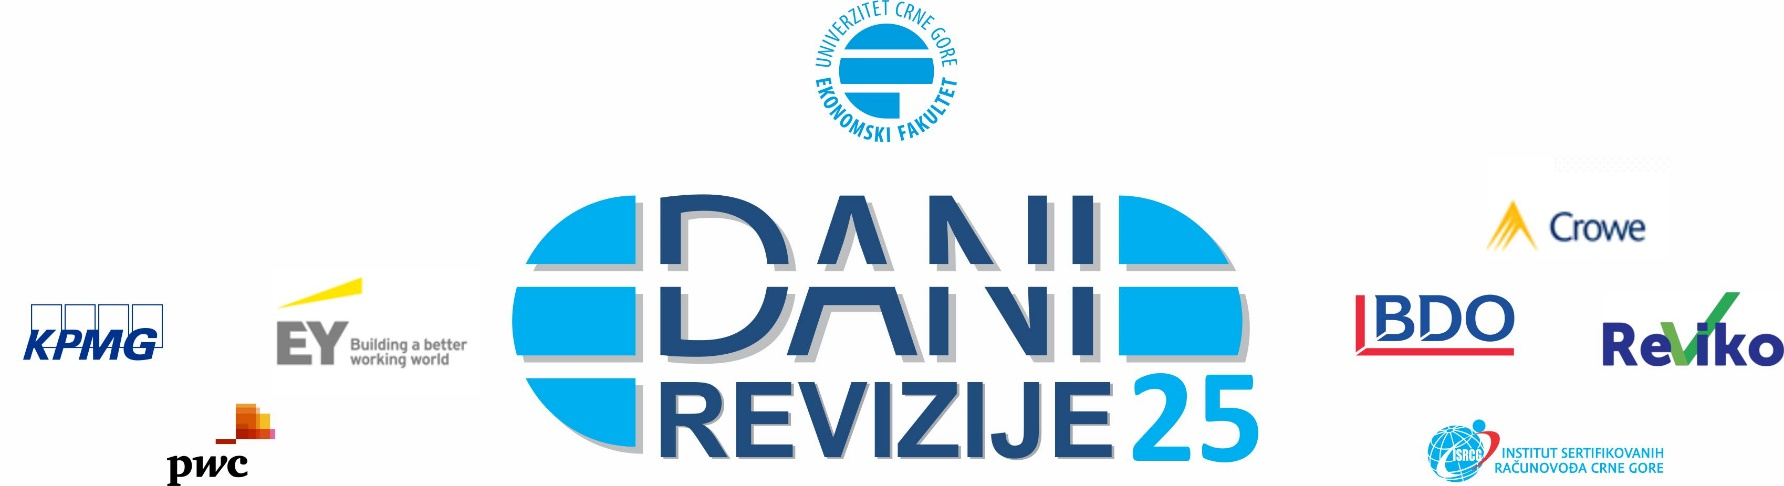 UNIVERZITET CRNE GORE
EKONOMSKI FAKULTET
DANI
REVIZIJE 25
KPMG
EY
Building a better
working world
pwc
Crowe
BDO
Reviko
ISRCG
INSTITUT SERTIFIKOVANIH
RAČUNOVOĐA CRNE GORE